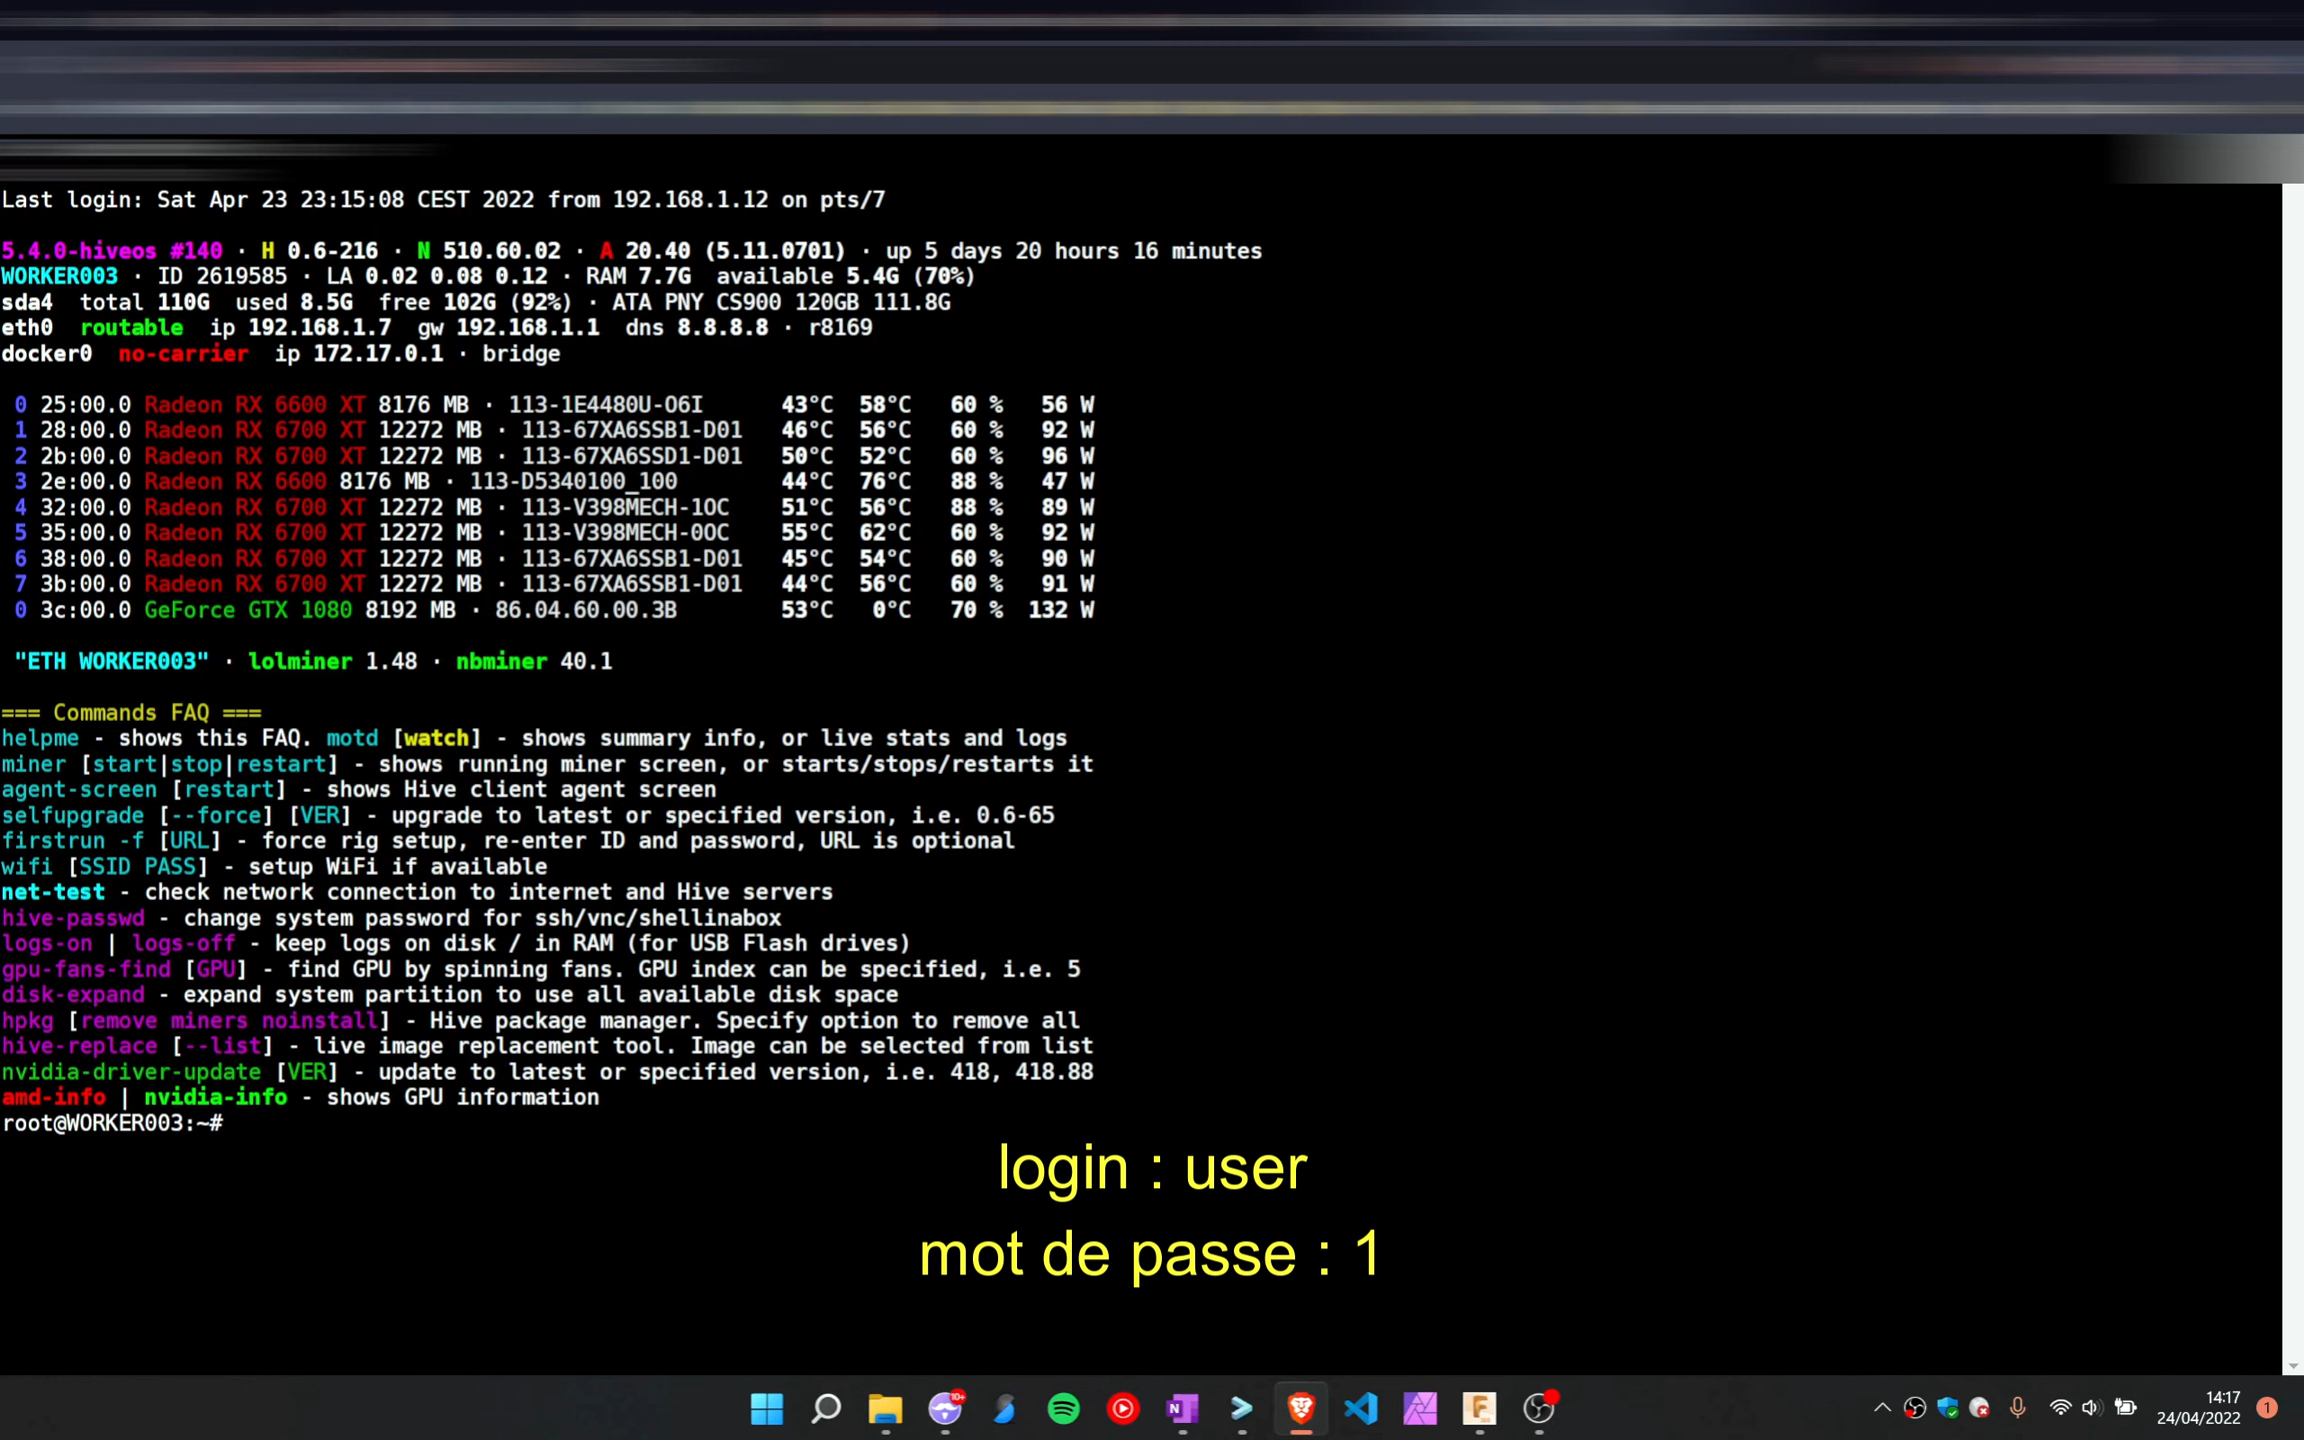 Last login: Sat Apr 23 23:15:08 CEST 2022 from 192.168.1.12 on pts/7
5.4.0-hiveos #140 · H 0.6-216 · N 510.60.02 · A 20.40 (5.11.0701) · up 5 days 20 hours 16 minutes
WORKER003 · ID 2619585 · LA 0.02 0.08 0.12 · RAM 7.7G available 5.4G (70%)
sda4 total 110G used 8.5G free 102G (92%) · ATA PNY CS900 120GB 111.8G
eth0 routable ip 192.168.1.7 gw 192.168.1.1 dns 8.8.8.8 · r8169
docker0 no-carrier ip 172.17.0.1 · bridge
0 25:00.0 Radeon RX 6600 XT 8176 MB · 113-1E4480U-O6I 43°C 58°C 60 % 56 W
1 28:00.0 Radeon RX 6700 XT 12272 MB · 113-67XA6SSB1-D01 46°C 56°C 60 % 92 W
2 2b:00.0 Radeon RX 6700 XT 12272 MB · 113-67XA6SSD1-D01 50°C 52°C 60 % 96 W
3 2e:00.0 Radeon RX 6600 8176 MB · 113-D5340100_100 44°C 76°C 88 % 47 W
4 32:00.0 Radeon RX 6700 XT 12272 MB · 113-V398MECH-1OC 51°C 56°C 88 % 89 W
5 35:00.0 Radeon RX 6700 XT 12272 MB · 113-V398MECH-0OC 55°C 62°C 60 % 92 W
6 38:00.0 Radeon RX 6700 XT 12272 MB · 113-67XA6SSB1-D01 45°C 54°C 60 % 90 W
7 3b:00.0 Radeon RX 6700 XT 12272 MB · 113-67XA6SSB1-D01 44°C 56°C 60 % 91 W
0 3c:00.0 GeForce GTX 1080 8192 MB · 86.04.60.00.3B 53°C 0°C 70 % 132 W
"ETH WORKER003" · lolminer 1.48 · nbminer 40.1
=== Commands FAQ ===
helpme - shows this FAQ. motd [watch] - shows summary info, or live stats and logs
miner [start|stop|restart] - shows running miner screen, or starts/stops/restarts it
agent-screen [restart] - shows Hive client agent screen
selfupgrade [--force] [VER] - upgrade to latest or specified version, i.e. 0.6-65
firstrun -f [URL] - force rig setup, re-enter ID and password, URL is optional
wifi [SSID PASS] - setup WiFi if available
net-test - check network connection to internet and Hive servers
hive-passwd - change system password for ssh/vnc/shellinabox
logs-on | logs-off - keep logs on disk / in RAM (for USB Flash drives)
gpu-fans-find [GPU] - find GPU by spinning fans. GPU index can be specified, i.e. 5
disk-expand - expand system partition to use all available disk space
hpkg [remove miners noinstall] - Hive package manager. Specify option to remove all
hive-replace [--list] - live image replacement tool. Image can be selected from list
nvidia-driver-update [VER] - update to latest or specified version, i.e. 418, 418.88
amd-info | nvidia-info - shows GPU information
root@WORKER003:~#
login : user
mot de passe : 1
10+
N
F
14:17
24/04/2022
1